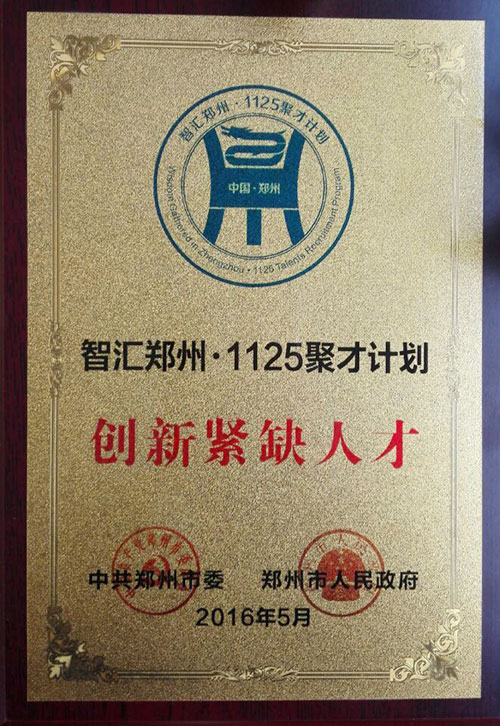 智汇郑州·1125聚才计划
中国·郑州
Wisdom Gathered in Zhengzhou · 1125 Talents Recruitment Program
智汇郑州·1125聚才计划
创新紧缺人才
中共郑州市委 郑州市人民政府
2016年5月